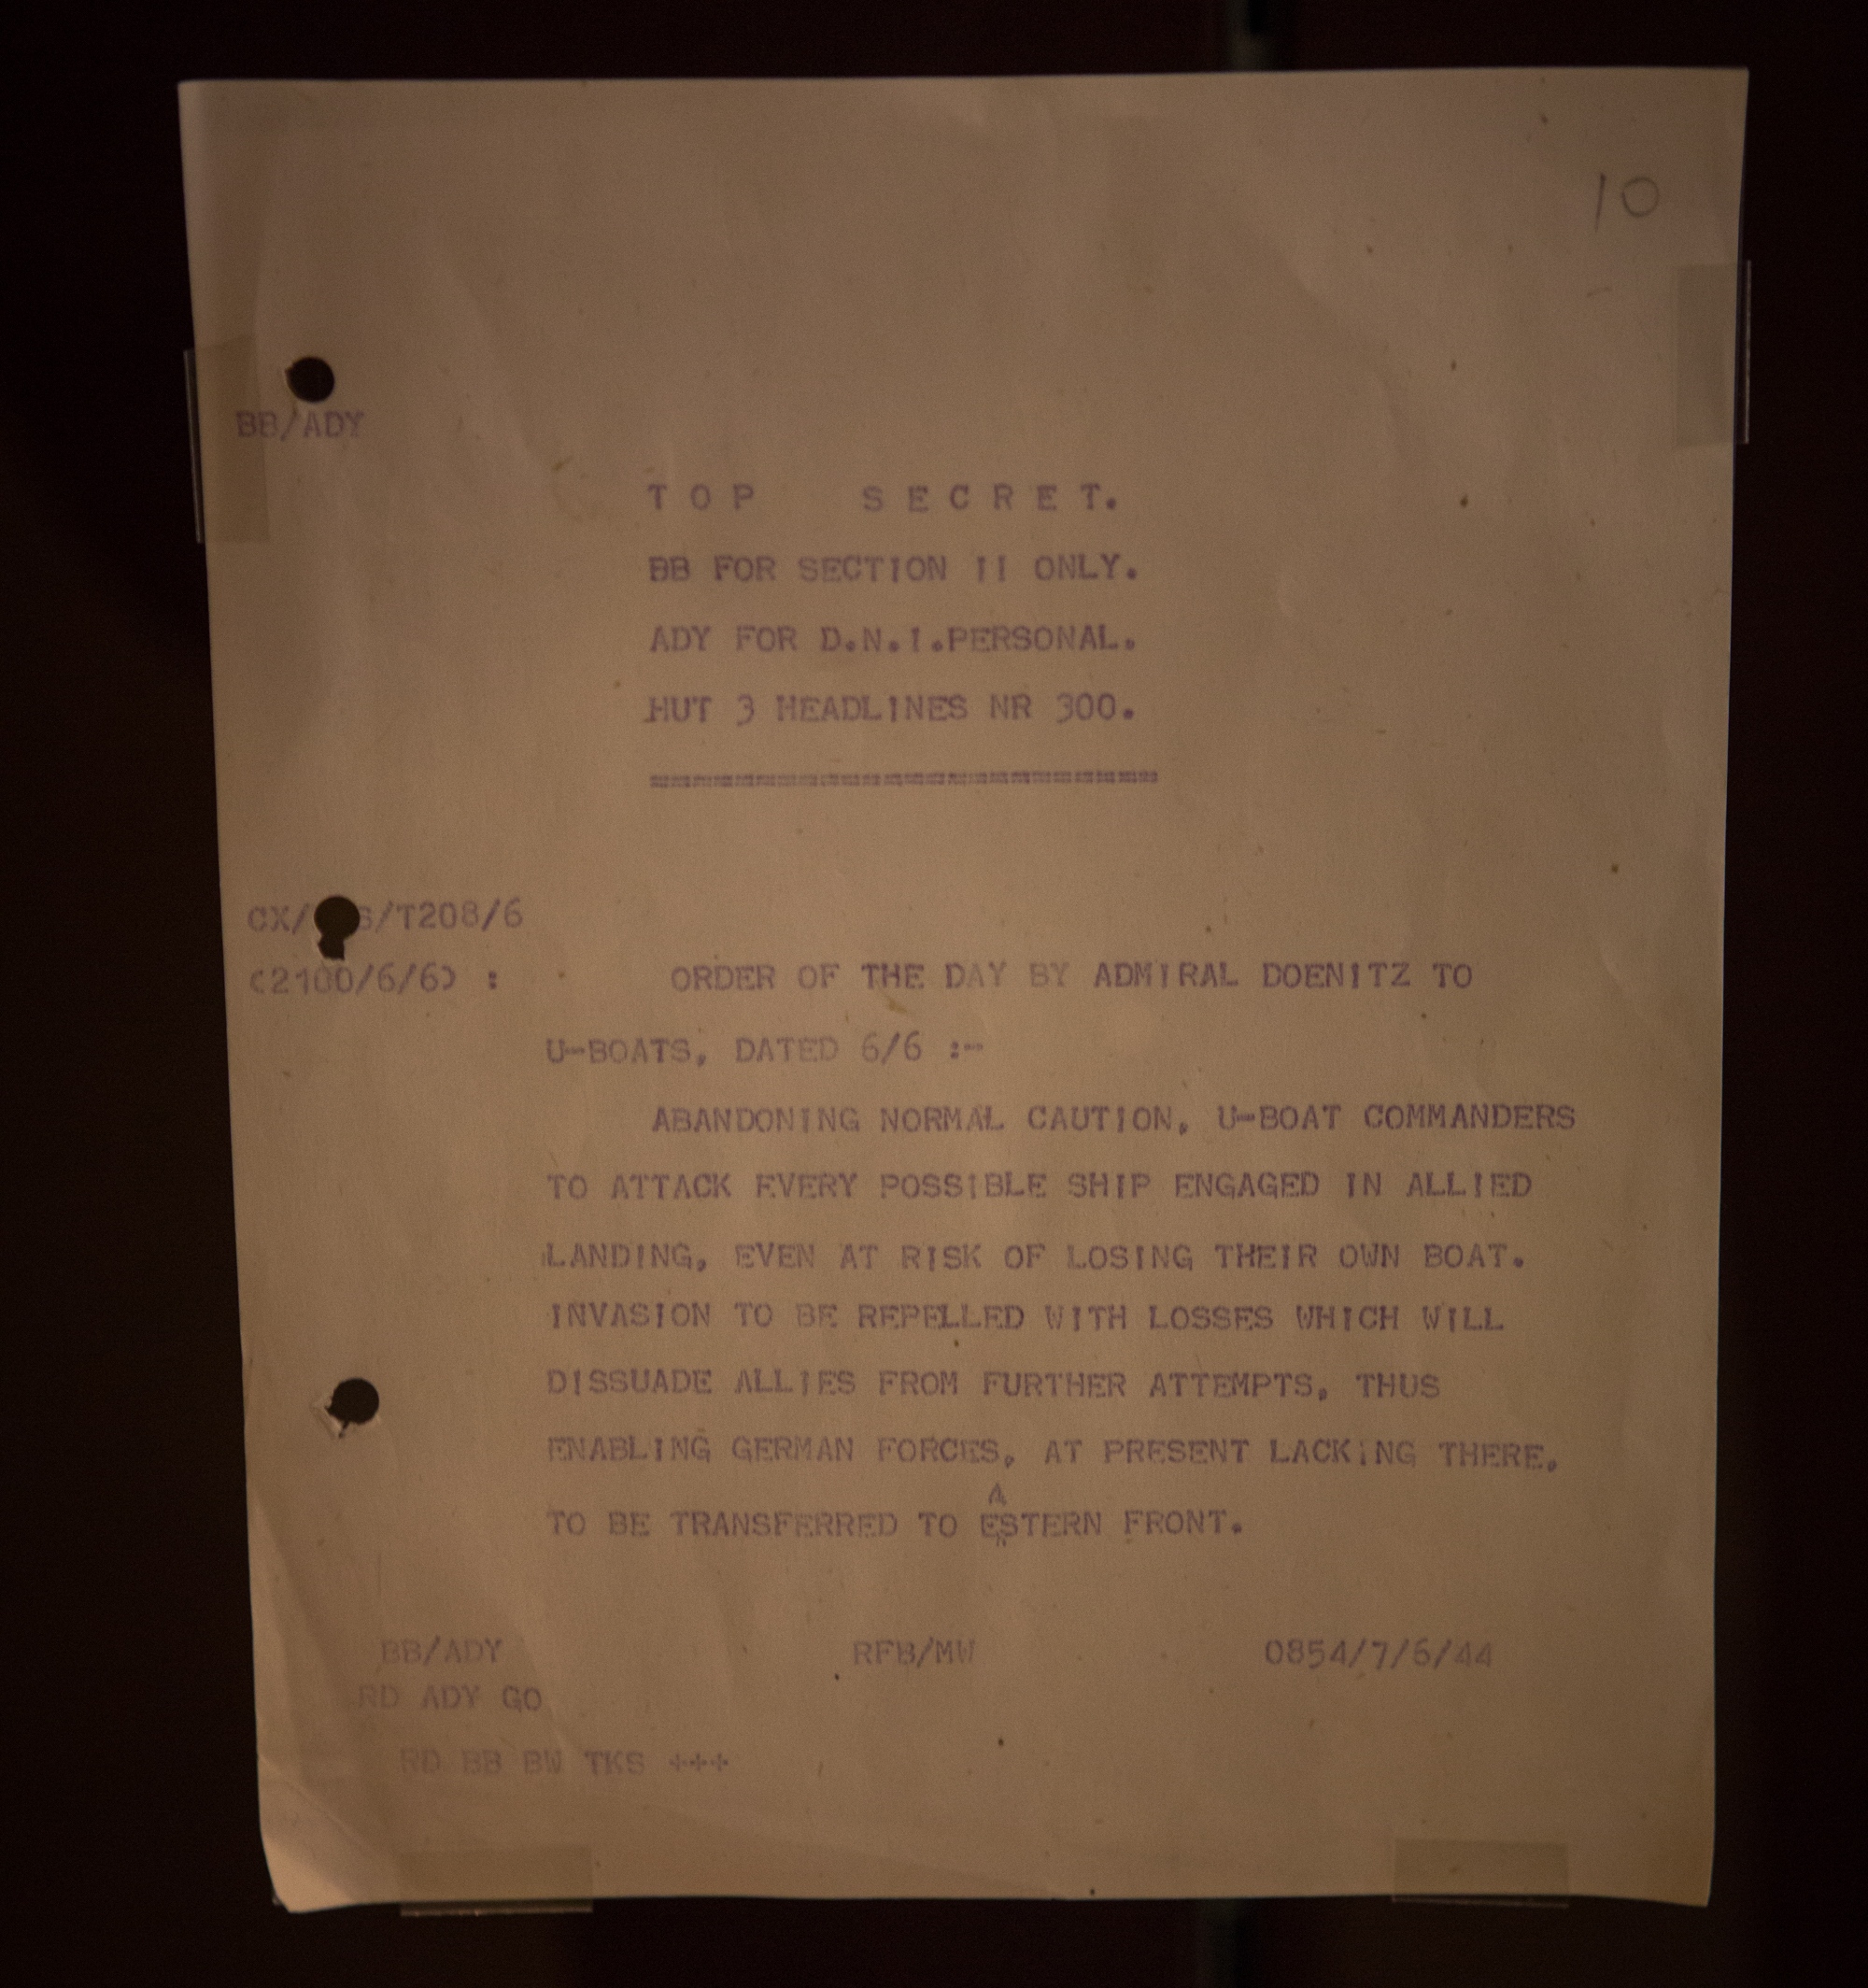 10
BB/ADY
T O P S E C R E T.
BB FOR SECTION II ONLY.
ADY FOR D.N.I.PERSONAL.
HUT 3 HEADLINES NR 300.
========================
CX/ S/T208/6
(2100/6/6) : ORDER OF THE DAY BY ADMIRAL DOENITZ TO
U-BOATS, DATED 6/6 :-
ABANDONING NORMAL CAUTION, U-BOAT COMMANDERS
TO ATTACK EVERY POSSIBLE SHIP ENGAGED IN ALLIED
LANDING, EVEN AT RISK OF LOSING THEIR OWN BOAT.
INVASION TO BE REPELLED WITH LOSSES WHICH WILL
DISSUADE ALLIES FROM FURTHER ATTEMPTS, THUS
ENABLING GERMAN FORCES, AT PRESENT LACKING THERE,
A
TO BE TRANSFERRED TO ESTERN FRONT.
BB/ADY RFB/MW 0854/7/6/44
RD ADY GO
RD BB BW TKS +++